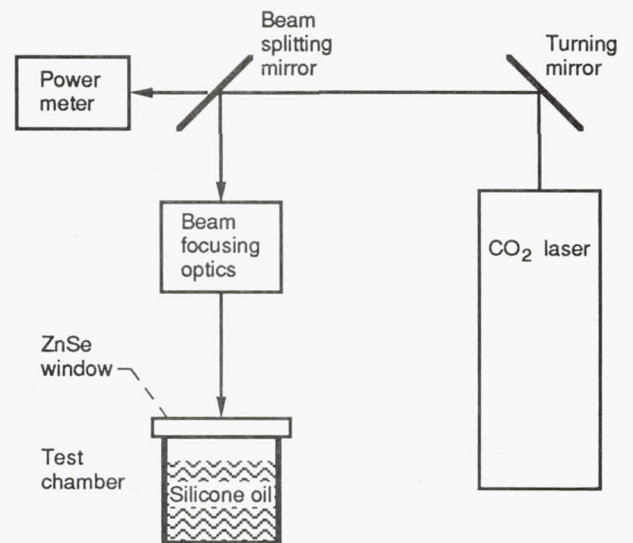 Beam
splitting
mirror
Turning
mirror
Power
meter
Beam
focusing
optics
CO2 laser
ZnSe
window
Test
chamber
Silicone oil